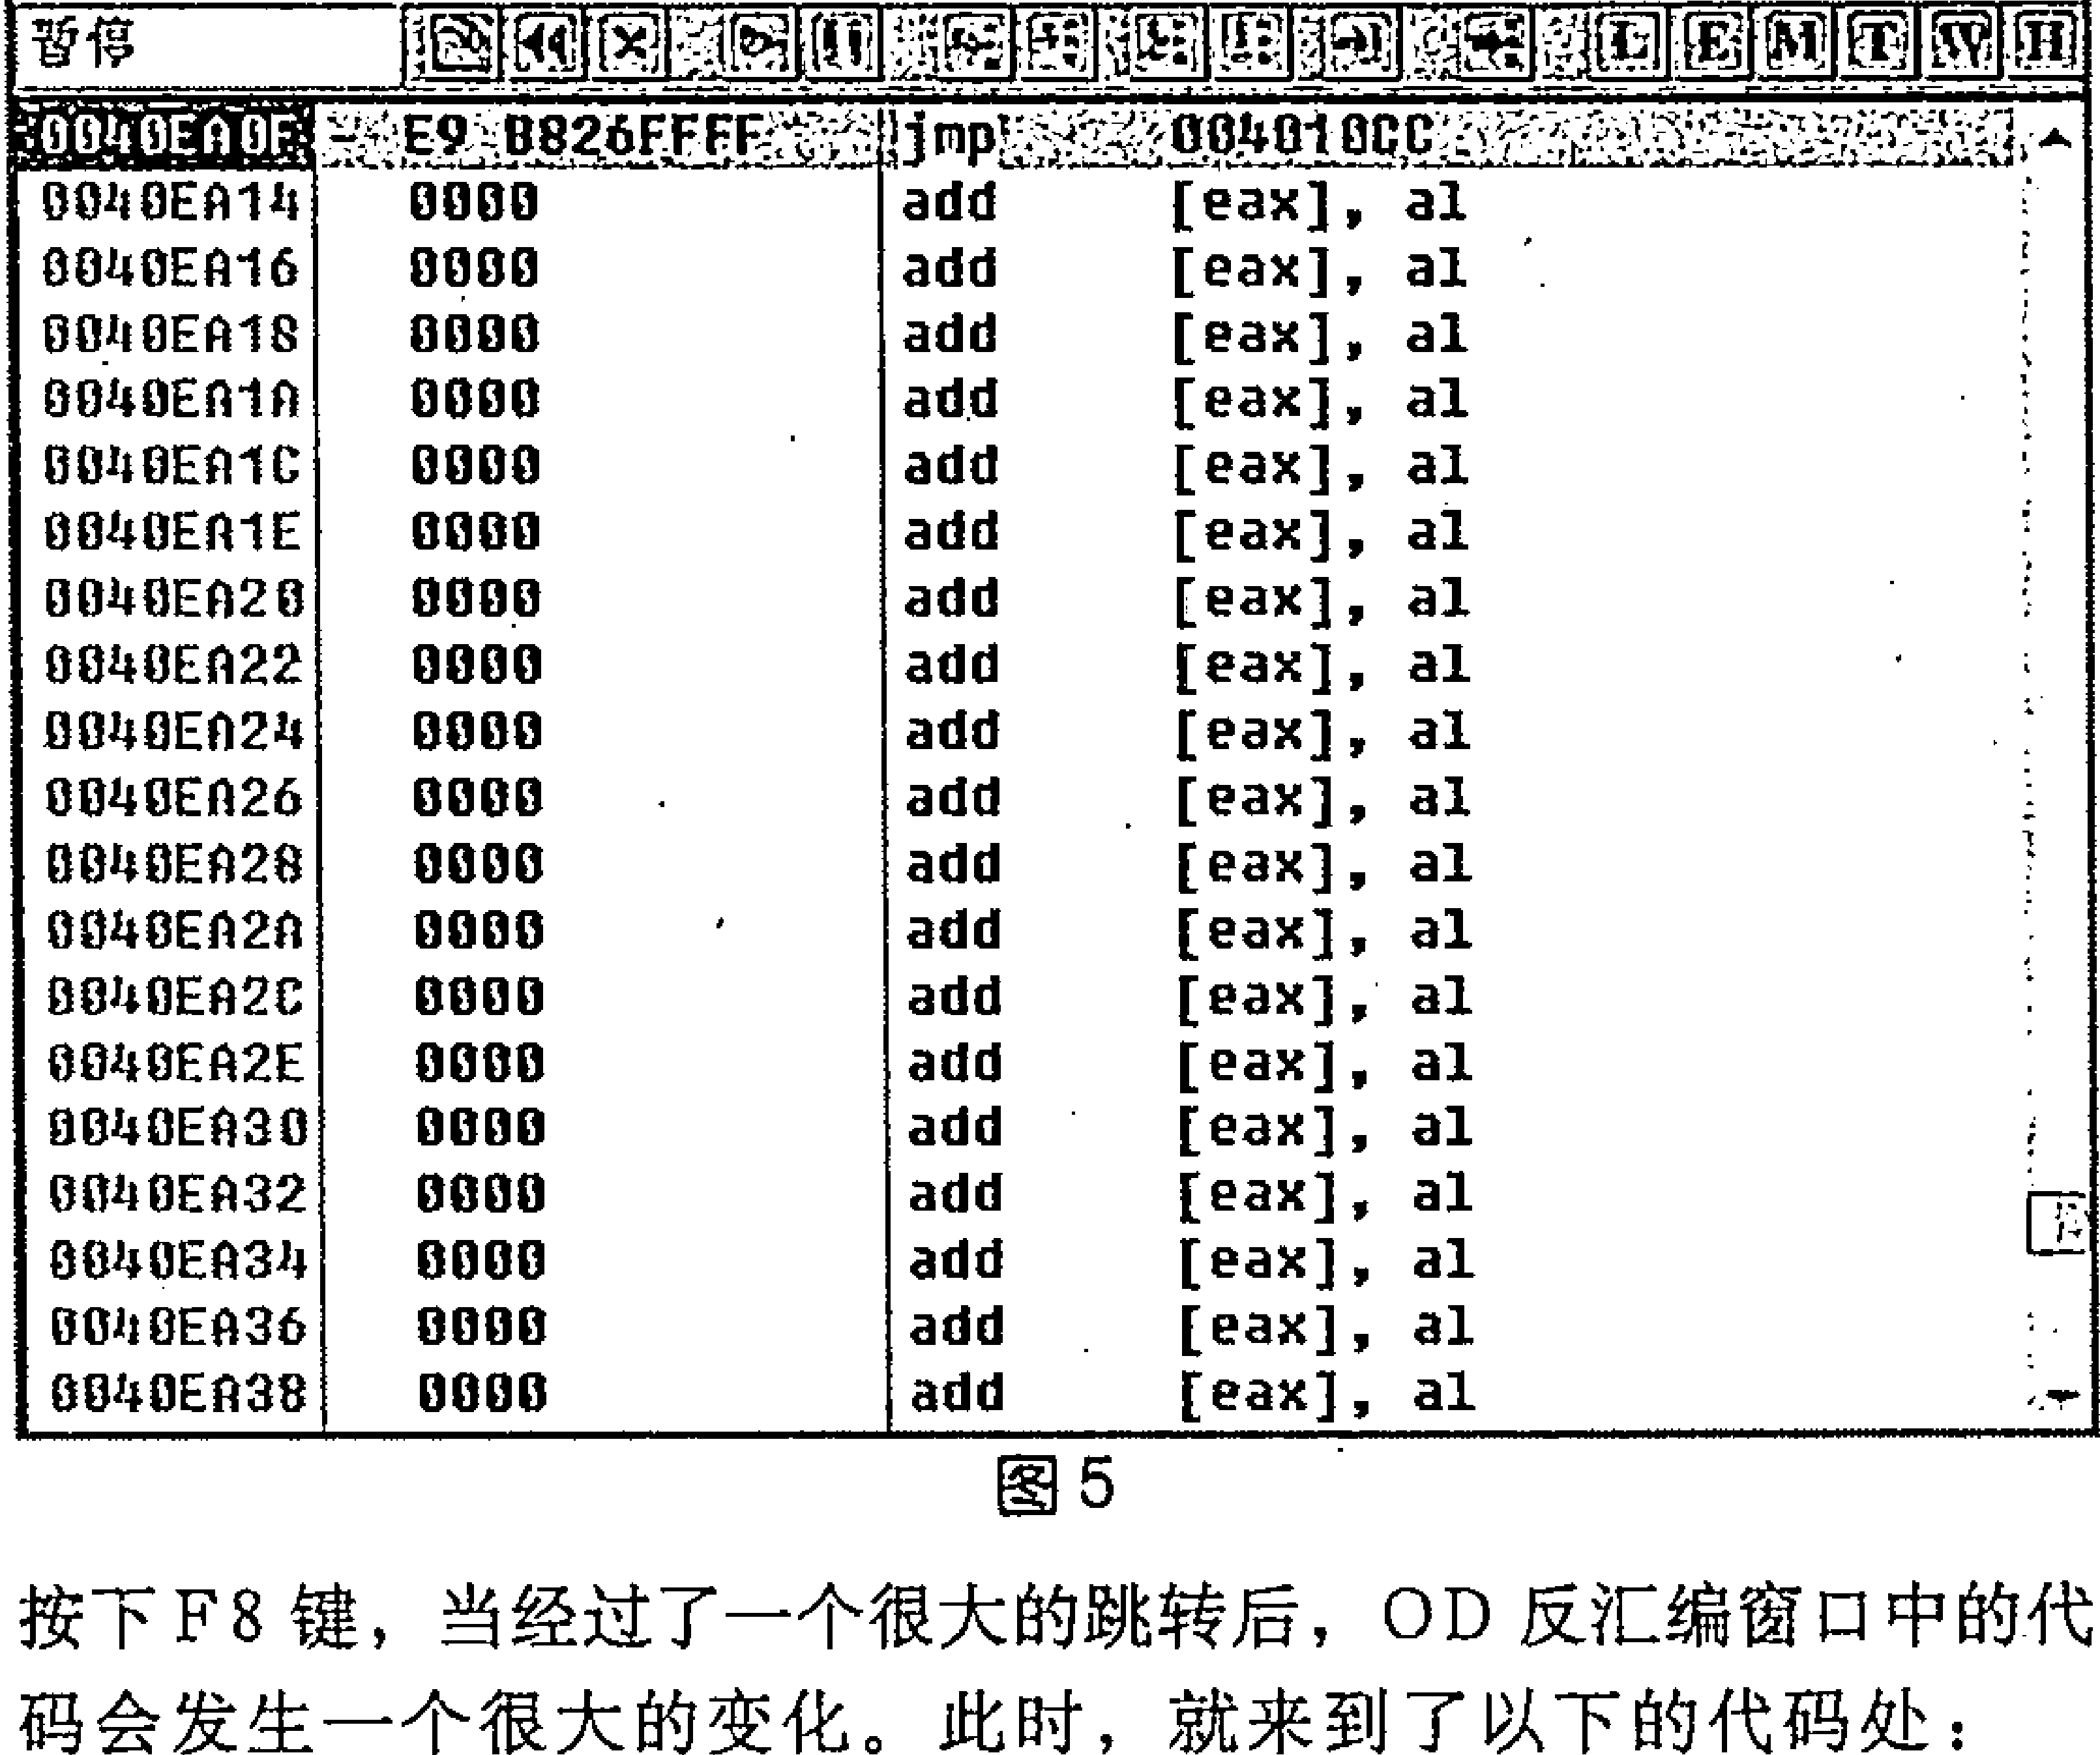 暂停 L E M T W H
0040EA0F - E9 B826FFFF jmp 004010CC
0040EA14 0000 add [eax], al
0040EA16 0000 add [eax], al
0040EA18 0000 add [eax], al
0040EA1A 0000 add [eax], al
0040EA1C 0000 add [eax], al
0040EA1E 0000 add [eax], al
0040EA20 0000 add [eax], al
0040EA22 0000 add [eax], al
0040EA24 0000 add [eax], al
0040EA26 0000 add [eax], al
0040EA28 0000 add [eax], al
0040EA2A 0000 add [eax], al
0040EA2C 0000 add [eax], al
0040EA2E 0000 add [eax], al
0040EA30 0000 add [eax], al
0040EA32 0000 add [eax], al
0040EA34 0000 add [eax], al
0040EA36 0000 add [eax], al
0040EA38 0000 add [eax], al
图5
按下F8键，当经过了一个很大的跳转后，OD反汇编窗口中的代
码会发生一个很大的变化。此时，就来到了以下的代码处：